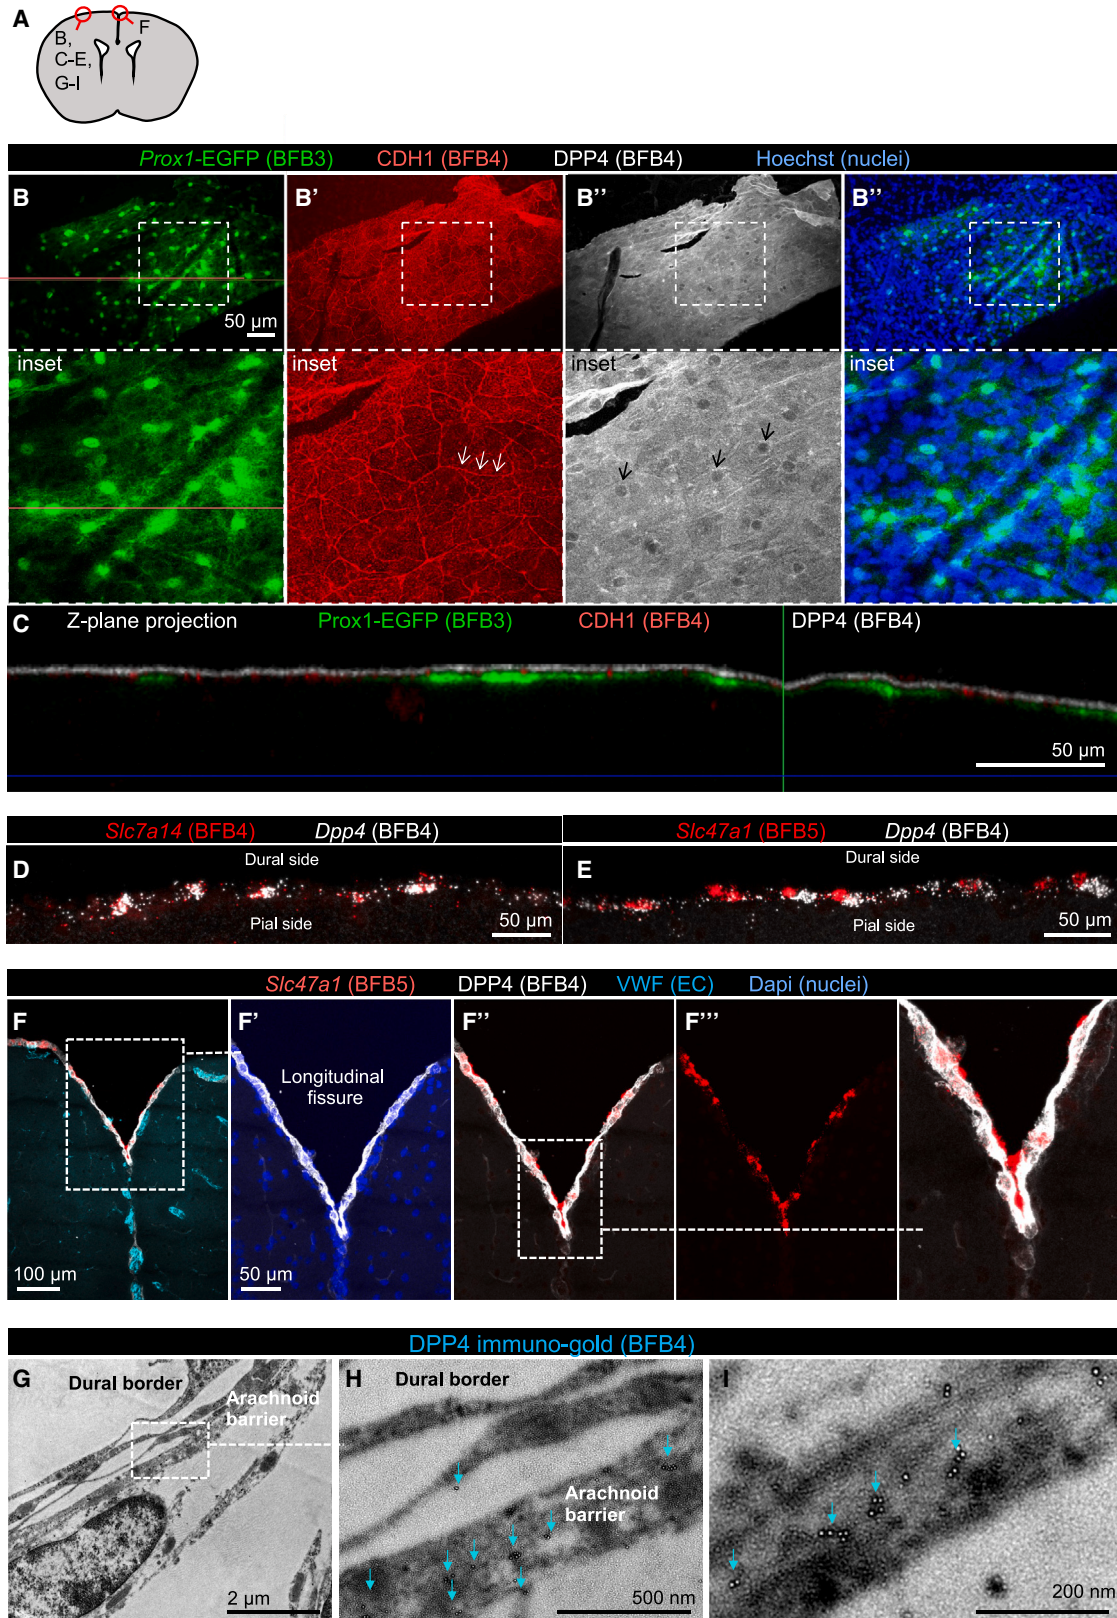 A
B,
C-E,
G-I
F
Prox1-EGFP (BFB3) CDH1 (BFB4) DPP4 (BFB4) Hoechst (nuclei)
B B’ B’’ B’’
50 µm
inset inset inset inset
C Z-plane projection Prox1-EGFP (BFB3) CDH1 (BFB4) DPP4 (BFB4)
50 µm
Slc7a14 (BFB4) Dpp4 (BFB4) Slc47a1 (BFB5) Dpp4 (BFB4)
D Dural side E Dural side
Pial side 50 µm Pial side 50 µm
Slc47a1 (BFB5) DPP4 (BFB4) VWF (EC) Dapi (nuclei)
F F’ F’’ F’’’
Longitudinal
fissure
100 µm 50 µm
DPP4 immuno-gold (BFB4)
G Dural border Arachnoid
barrier
2 µm
H Dural border
Arachnoid
barrier
500 nm
I
200 nm